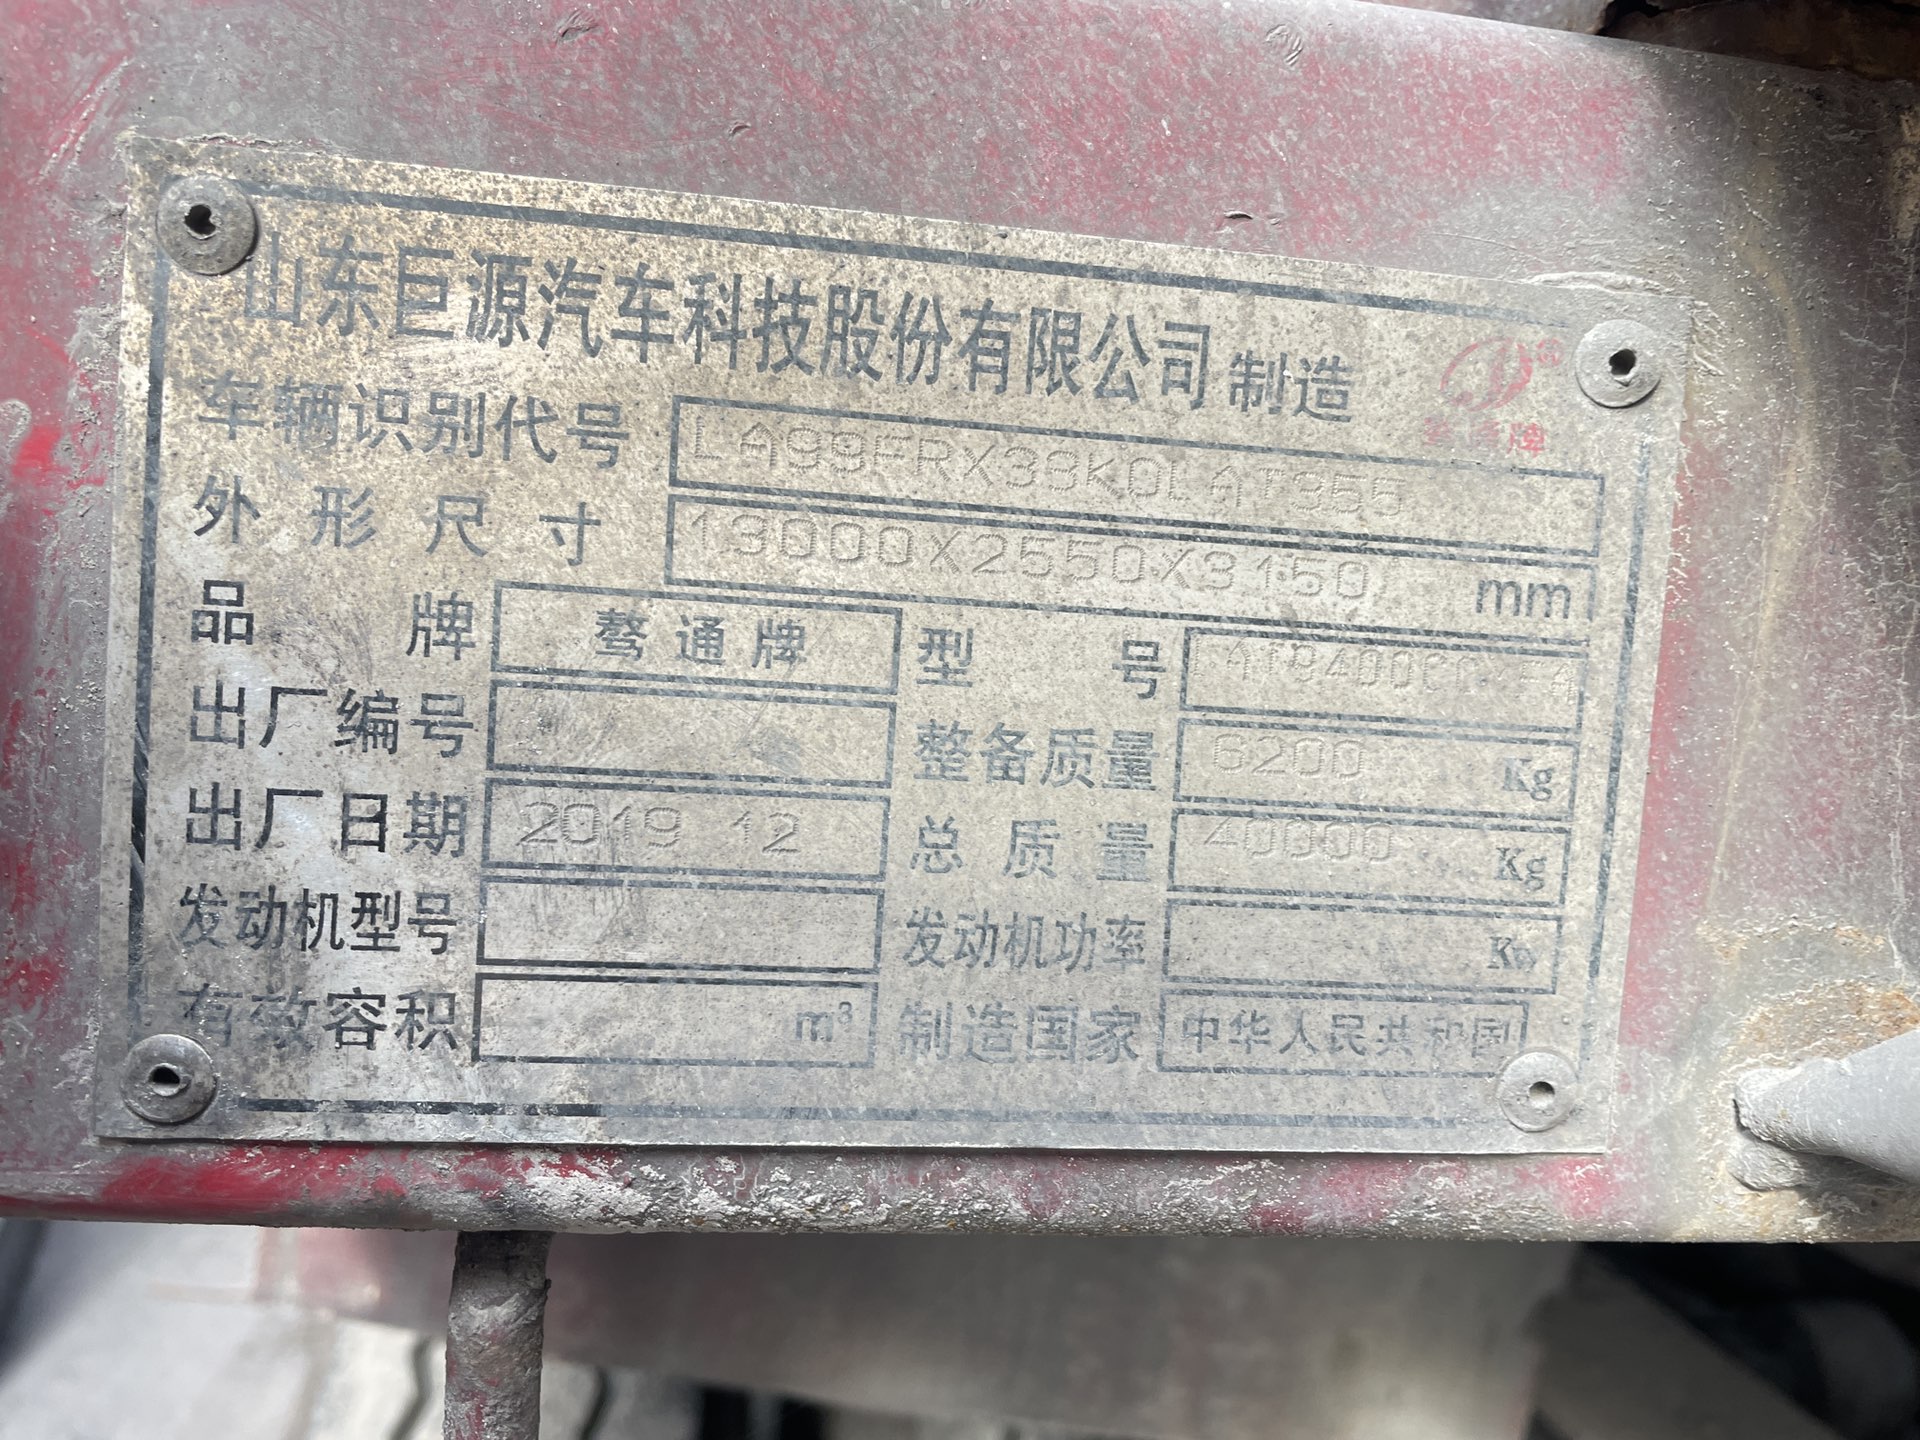 山东巨源汽车科技股份有限公司 制造
车辆识别代号 LA99FRX39K0LAT955
外形尺寸 13000X2550X3150 mm
品牌 骜通牌 型号
出厂编号 整备质量 6200 Kg
出厂日期 2019 12 总质量 40000 Kg
发动机型号 发动机功率 Kw
有效容积 m³ 制造国家 中华人民共和国